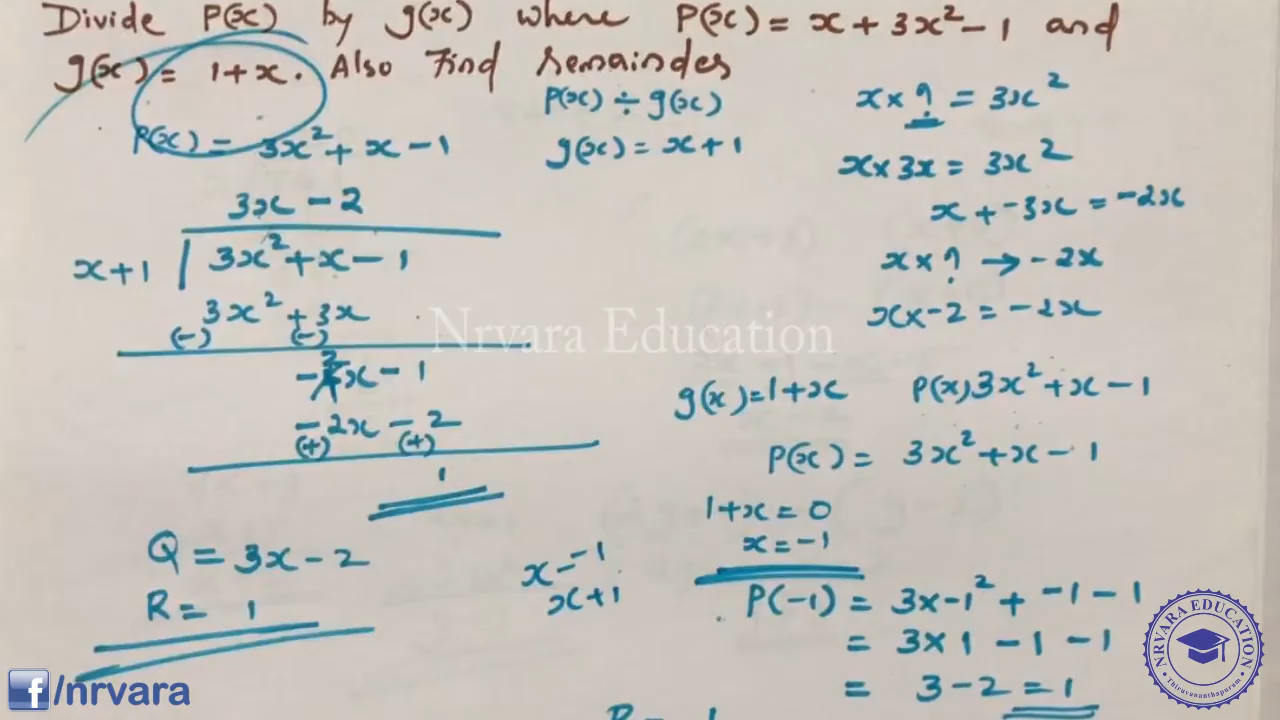 Divide P(x) by g(x) where P(x) = x + 3x² - 1 and
g(x) = 1 + x. Also Find remainder
P(x) = 3x² + x - 1
3x - 2
x + 1 | 3x² + x - 1
3x² + 3x
(-) (-)
- 2x - 1
- 2x - 2
(+) (+)
1
Q = 3x - 2
R = 1
P(x) ÷ g(x)
g(x) = x + 1
x × ? = 3x²
x × 3x = 3x²
x + -3x = -2x
x × ? → -2x
x × -2 = -2x
g(x) = 1 + x P(x) 3x² + x - 1
P(x) = 3x² + x - 1
1 + x = 0
x = -1
x - -1
x + 1
P(-1) = 3 x -1² + -1 - 1
= 3 × 1 - 1 - 1
= 3 - 2 = 1
Nrvara Education
f/nrvara
NRVARA EDUCATION
Thiruvananthapuram